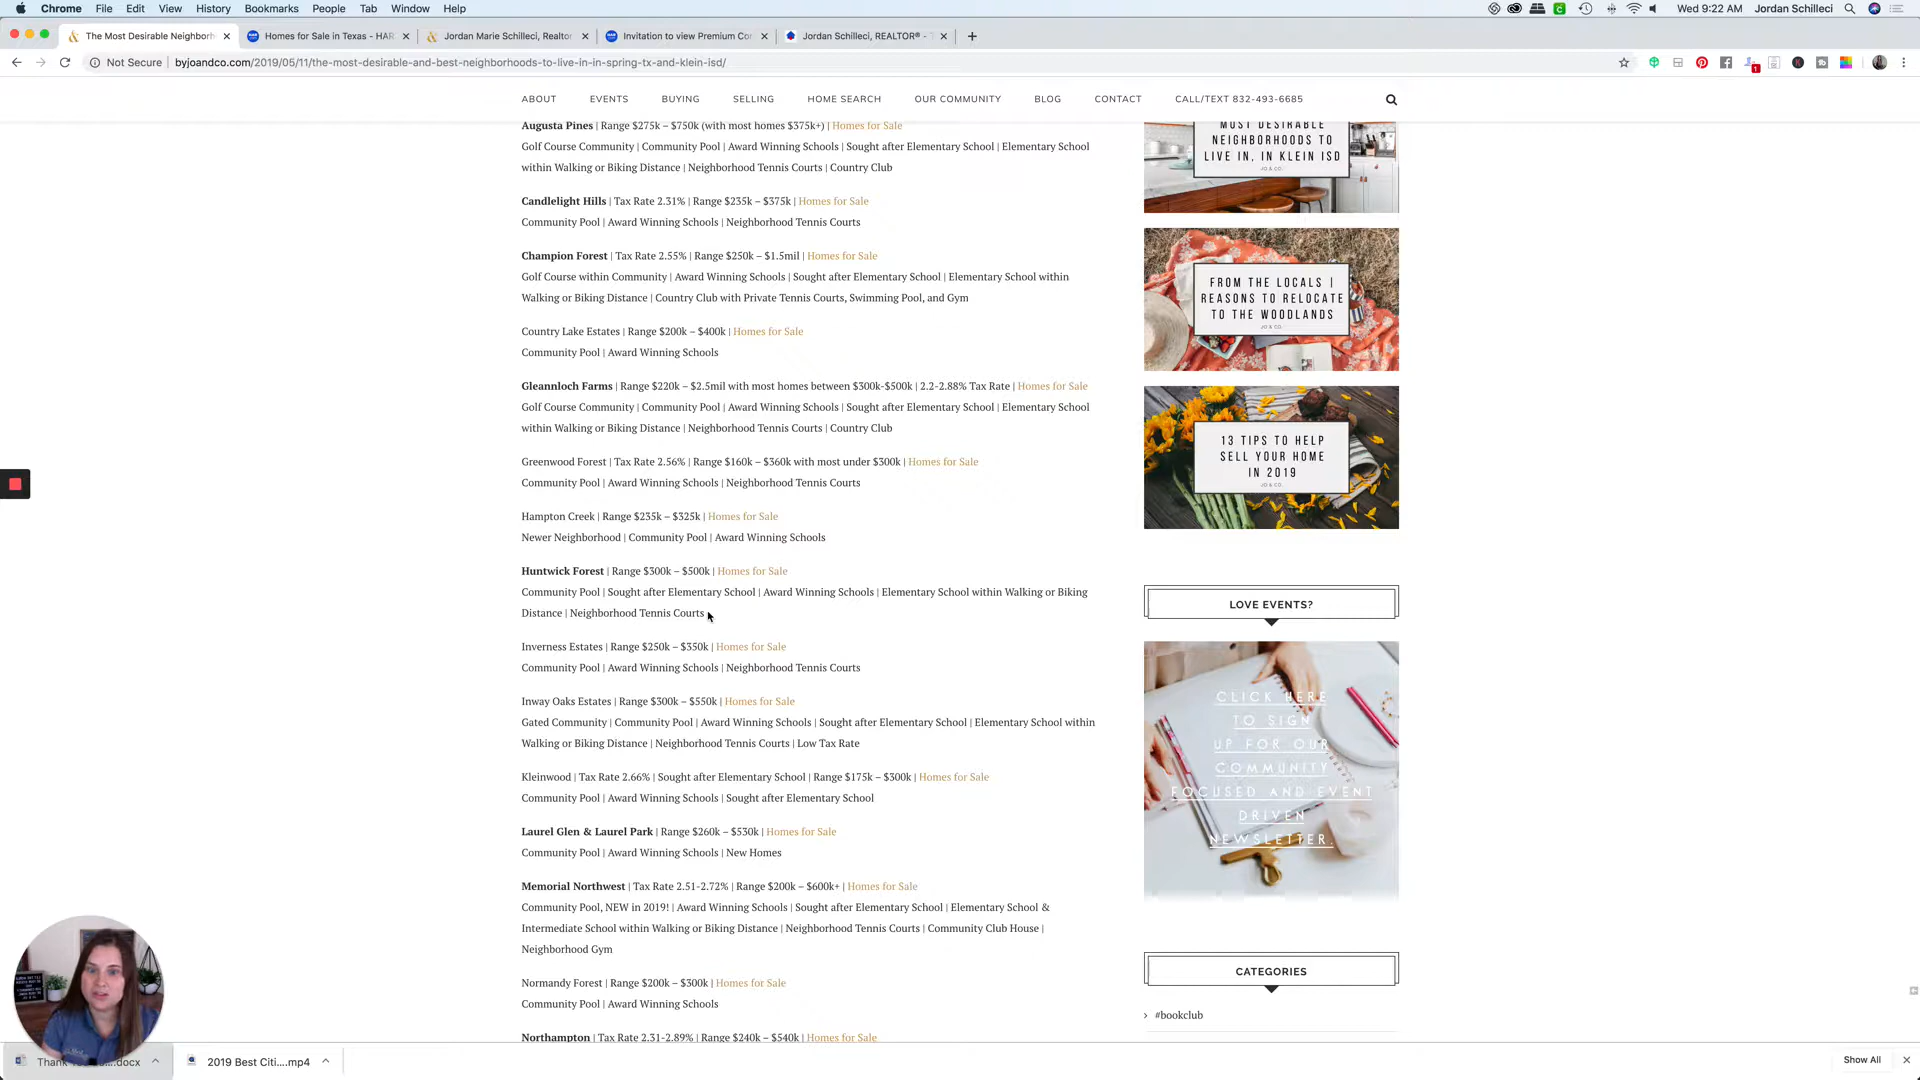 Chrome File Edit View History Bookmarks People Tab Window Help Wed 9:22 AM Jordan Schilleci
The Most Desirable Neighborh Homes for Sale in Texas - HAR Jordan Marie Schilleci, Realtor Invitation to view Premium Cor Jordan Schilleci, REALTOR® -
Not Secure | byjoandco.com/2019/05/11/the-most-desirable-and-best-neighborhoods-to-live-in-in-spring-tx-and-klein-isd/
ABOUT EVENTS BUYING SELLING HOME SEARCH OUR COMMUNITY BLOG CONTACT CALL/TEXT 832-493-6685
Augusta Pines | Range $275k – $750k (with most homes $375k+) | Homes for Sale
Golf Course Community | Community Pool | Award Winning Schools | Sought after Elementary School | Elementary School
within Walking or Biking Distance | Neighborhood Tennis Courts | Country Club
Candlelight Hills | Tax Rate 2.31% | Range $235k – $375k | Homes for Sale
Community Pool | Award Winning Schools | Neighborhood Tennis Courts
Champion Forest | Tax Rate 2.55% | Range $250k – $1.5mil | Homes for Sale
Golf Course within Community | Award Winning Schools | Sought after Elementary School | Elementary School within
Walking or Biking Distance | Country Club with Private Tennis Courts, Swimming Pool, and Gym
Country Lake Estates | Range $200k – $400k | Homes for Sale
Community Pool | Award Winning Schools
Gleannloch Farms | Range $220k – $2.5mil with most homes between $300k-$500k | 2.2-2.88% Tax Rate | Homes for Sale
Golf Course Community | Community Pool | Award Winning Schools | Sought after Elementary School | Elementary School
within Walking or Biking Distance | Neighborhood Tennis Courts | Country Club
Greenwood Forest | Tax Rate 2.56% | Range $160k – $360k with most under $300k | Homes for Sale
Community Pool | Award Winning Schools | Neighborhood Tennis Courts
Hampton Creek | Range $235k – $325k | Homes for Sale
Newer Neighborhood | Community Pool | Award Winning Schools
Huntwick Forest | Range $300k – $500k | Homes for Sale
Community Pool | Sought after Elementary School | Award Winning Schools | Elementary School within Walking or Biking
Distance | Neighborhood Tennis Courts
Inverness Estates | Range $250k – $350k | Homes for Sale
Community Pool | Award Winning Schools | Neighborhood Tennis Courts
Inway Oaks Estates | Range $300k – $550k | Homes for Sale
Gated Community | Community Pool | Award Winning Schools | Sought after Elementary School | Elementary School within
Walking or Biking Distance | Neighborhood Tennis Courts | Low Tax Rate
Kleinwood | Tax Rate 2.66% | Sought after Elementary School | Range $175k – $300k | Homes for Sale
Community Pool | Award Winning Schools | Sought after Elementary School
Laurel Glen & Laurel Park | Range $260k – $530k | Homes for Sale
Community Pool | Award Winning Schools | New Homes
Memorial Northwest | Tax Rate 2.51-2.72% | Range $200k – $600k+ | Homes for Sale
Community Pool, NEW in 2019! | Award Winning Schools | Sought after Elementary School | Elementary School &
Intermediate School within Walking or Biking Distance | Neighborhood Tennis Courts | Community Club House |
Neighborhood Gym
Normandy Forest | Range $200k – $300k | Homes for Sale
Community Pool | Award Winning Schools
Northampton | Tax Rate 2.31-2.89% | Range $240k – $540k | Homes for Sale
MOST DESIRABLE
NEIGHBORHOODS TO
LIVE IN, IN KLEIN ISD
JO & CO.
FROM THE LOCALS |
REASONS TO RELOCATE
TO THE WOODLANDS
JO & CO.
13 TIPS TO HELP
SELL YOUR HOME
IN 2019
JO & CO.
LOVE EVENTS?
CLICK HERE
TO SIGN
UP FOR OUR
COMMUNITY
FOCUSED AND EVENT
DRIVEN
NEWSLETTER.
CATEGORIES
#bookclub
Thank .docx 2019 Best Citi....mp4 Show All